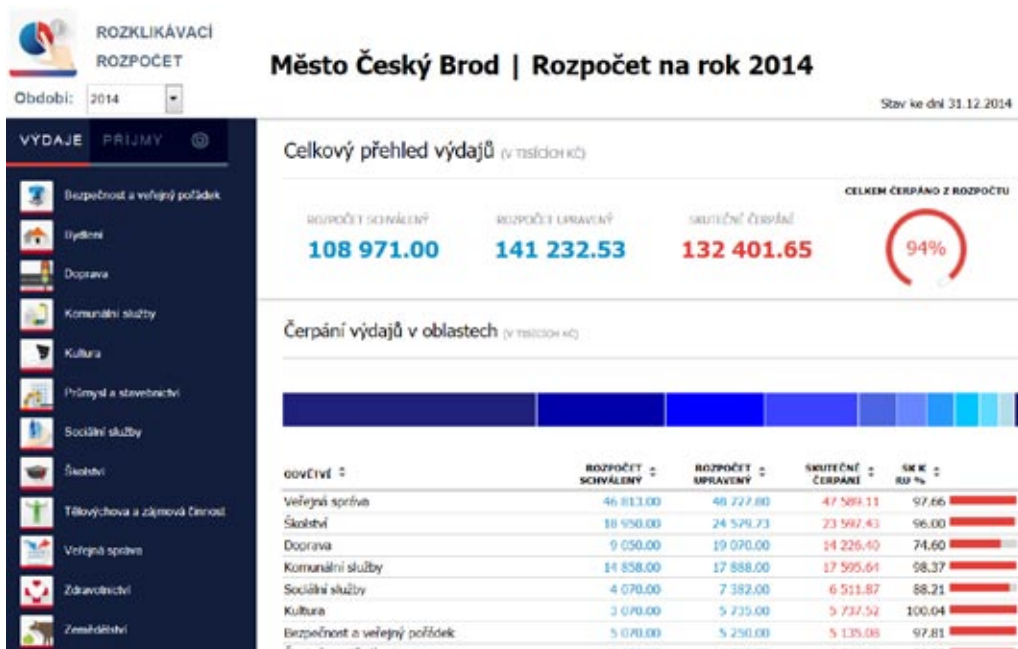 ROZKLIKÁVACÍ
ROZPOČET
Období: 2014
Město Český Brod | Rozpočet na rok 2014
Stav ke dni 31.12.2014
VÝDAJE PŘÍJMY
Bezpečnost a veřejný pořádek
Bydlení
Doprava
Komunální služby
Kultura
Průmysl a stavebnictví
Sociální služby
Školství
Tělovýchova a zájmová činnost
Veřejná správa
Zdravotnictví
Zemědělství
Celkový přehled výdajů (V TISÍCÍCH KČ)
ROZPOČET SCHVÁLENÝ ROZPOČET UPRAVENÝ SKUTEČNÉ ČERPÁNÍ
108 971.00 141 232.53 132 401.65
CELKEM ČERPÁNO Z ROZPOČTU
94%
Čerpání výdajů v oblastech (V TISÍCÍCH KČ)
ODVĚTVÍ ROZPOČET SCHVÁLENÝ ROZPOČET UPRAVENÝ SKUTEČNÉ ČERPÁNÍ SK K RU %
Veřejná správa 46 813.00 48 727.80 47 589.11 97.66
Školství 18 950.00 24 579.73 23 597.43 96.00
Doprava 9 050.00 19 070.00 14 226.40 74.60
Komunální služby 14 858.00 17 888.00 17 595.64 98.37
Sociální služby 4 070.00 7 382.00 6 511.87 88.21
Kultura 3 070.00 5 735.00 5 737.52 100.04
Bezpečnost a veřejný pořádek 5 070.00 5 250.00 5 135.08 97.81